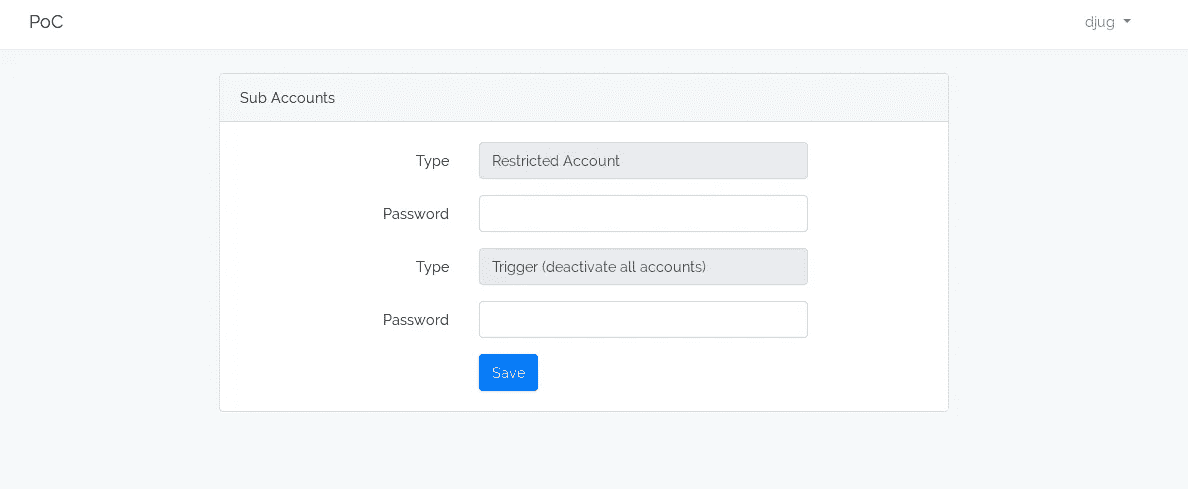 PoC
djug
Sub Accounts
Type
Restricted Account
Password
Type
Trigger (deactivate all accounts)
Password
Save